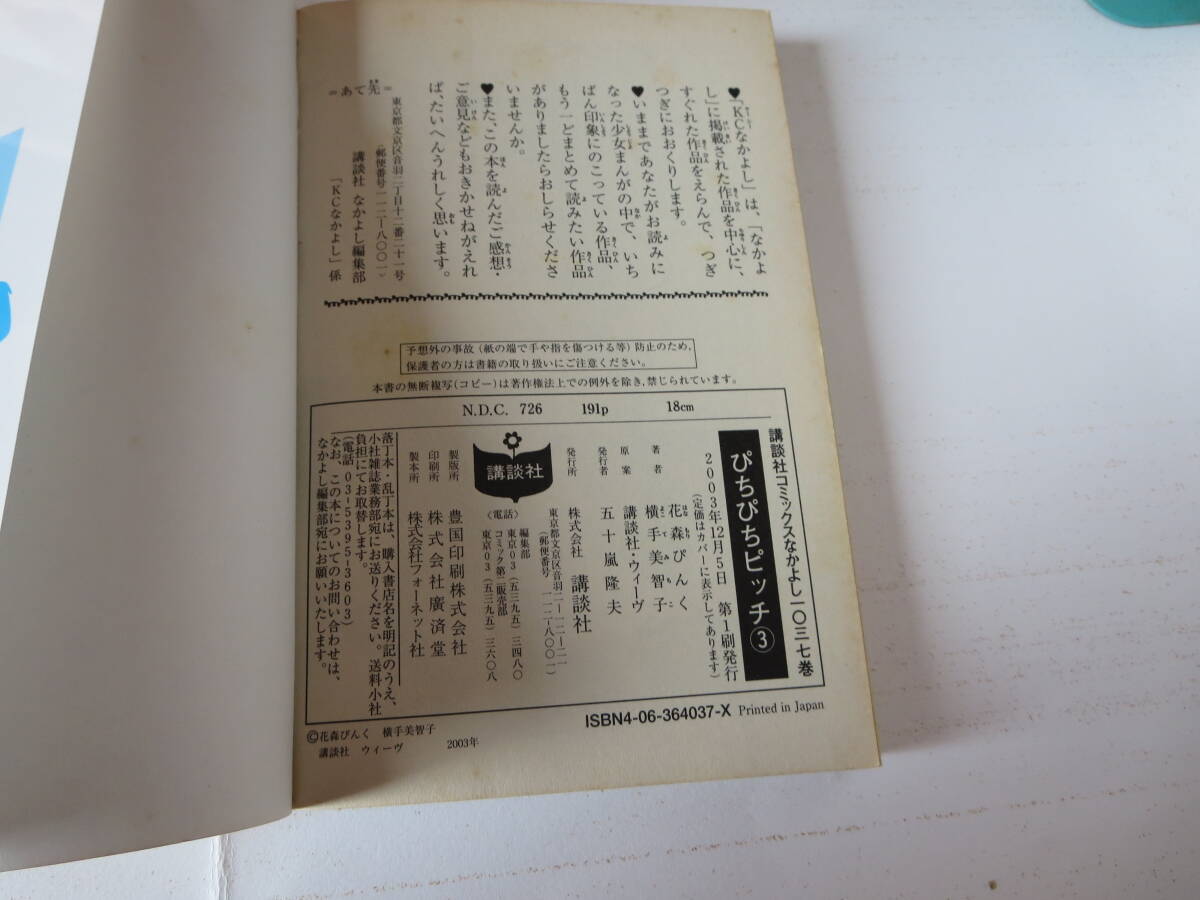 ♥「KCなかよし」は、「なかよ
し」に掲載された作品を中心に、
すぐれた作品をえらんで、つぎ
つぎにおおくりします。
♥いままであなたがお読みに
なった少女まんがの中で、いち
ばん印象にのこっている作品、
もう一どまとめて読みたい作品
がありましたらおしらせくださ
いませんか。
♥また、この本を読んだご感想・
ご意見などもおきかせねがえれ
ば、たいへんうれしく思います。
=あて先=
東京都文京区音羽二丁目十二番二十一号
(郵便番号一一二-八〇〇一)
講談社 なかよし編集部
「KCなかよし」係
予想外の事故(紙の端で手や指を傷つける等)防止のため,
保護者の方は書籍の取り扱いにご注意ください。
本書の無断複写(コピー)は著作権法上での例外を除き,禁じられています。
N.D.C. 726 191p 18cm
講談社コミックスなかよし一〇三七巻
ぴちぴちピッチ③
2003年12月5日 第1刷発行
(定価はカバーに表示してあります)
著者 花森ぴんく
横手美智子
原案 講談社・ウィーヴ
発行者 五十嵐隆夫
発行所 株式会社 講談社
東京都文京区音羽二-一二-二一
(郵便番号 一一二-八〇〇一)
〈電話〉 編集部
東京03(五三九五)三四八〇
コミック第二販売部
東京03(五三九五)三六〇八
講談社
製版所 豊国印刷株式会社
印刷所 株式会社廣済堂
製本所 株式会社フォーネット社
落丁本・乱丁本は、購入書店名を明記のうえ、
小社雑誌業務部宛にお送りください。送料小社
負担にてお取替します。
(電話 03-5395-3603)
なお、この本についてのお問い合わせは、
なかよし編集部宛にお願いいたします。
ISBN4-06-364037-X Printed in Japan
©花森ぴんく 横手美智子
講談社 ウィーヴ 2003年